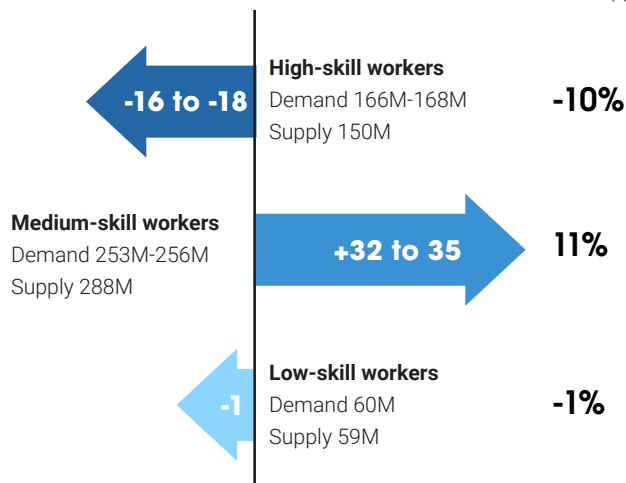 -16 to -18
High-skill workers
Demand 166M-168M
Supply 150M
-10%
Medium-skill workers
Demand 253M-256M
Supply 288M
+32 to 35
11%
-1
Low-skill workers
Demand 60M
Supply 59M
-1%